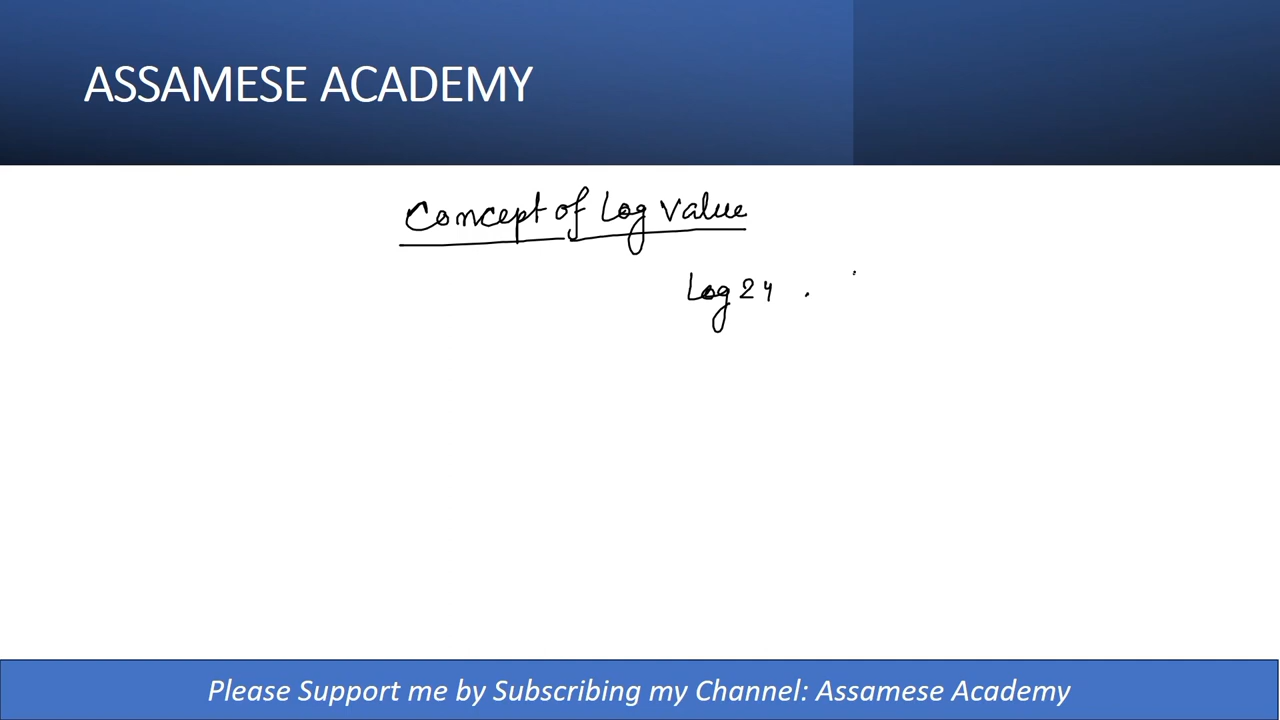 ASSAMESE ACADEMY
Concept of Log Value
Log 24 .
Please Support me by Subscribing my Channel: Assamese Academy